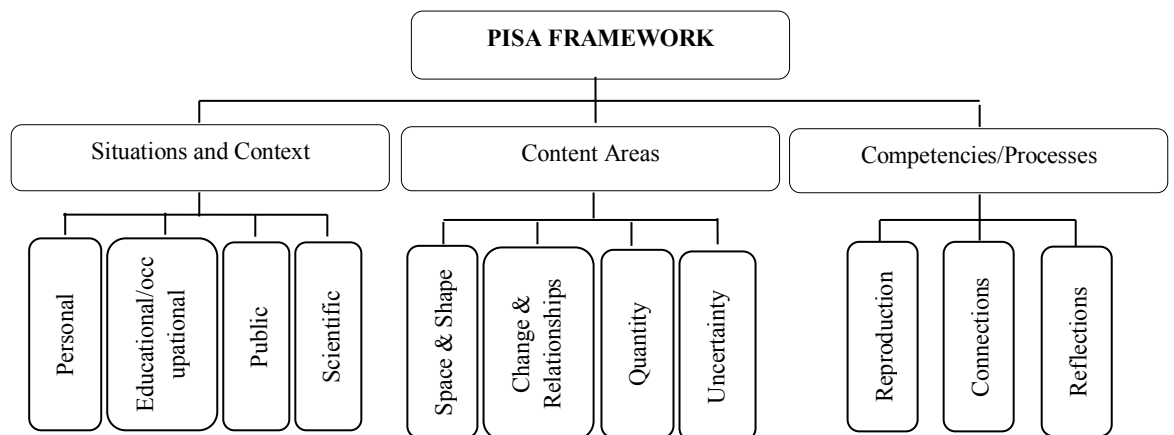 PISA FRAMEWORK
Situations and Context
Content Areas
Competencies/Processes
Personal
Educational/occ
upational
Public
Scientific
Space & Shape
Change &
Relationships
Quantity
Uncertainty
Reproduction
Connections
Reflections